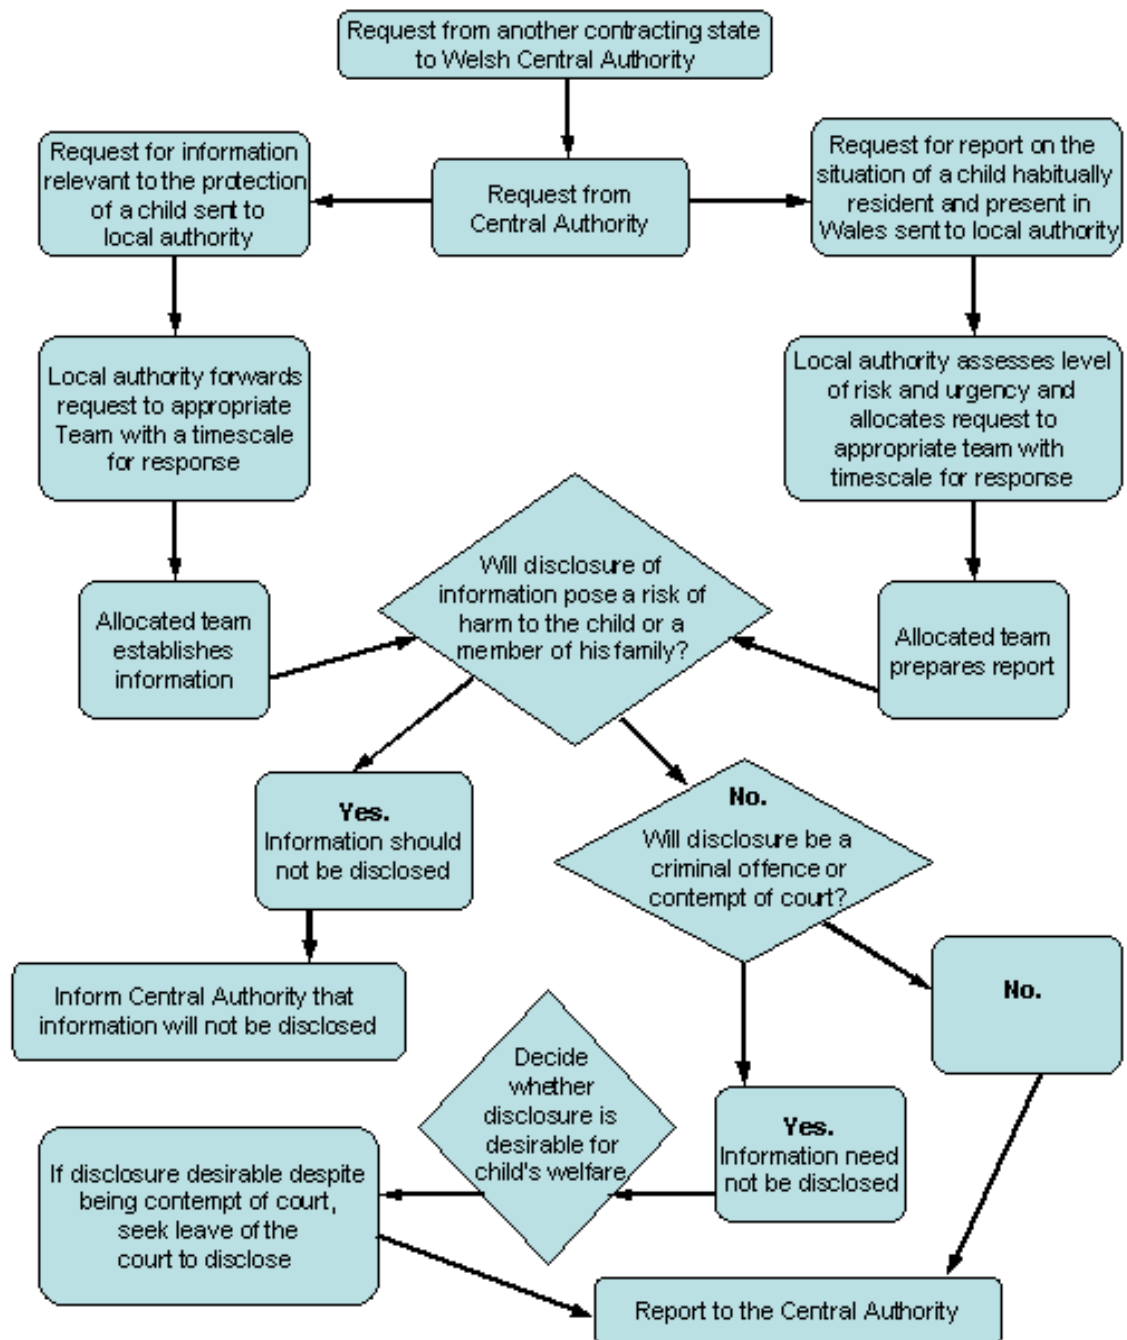 Request from another contracting state
to Welsh Central Authority
Request for information
relevant to the protection
of a child sent to
local authority
Request from
Central Authority
Request for report on the
situation of a child habitually
resident and present in
Wales sent to local authority
Local authority forwards
request to appropriate
Team with a timescale
for response
Local authority assesses level
of risk and urgency and
allocates request to
appropriate team with
timescale for response
Will disclosure of
information pose a risk of
harm to the child or a
member of his family?
Allocated team
establishes
information
Allocated team
prepares report
Yes.
Information should
not be disclosed
No.
Will disclosure be a
criminal offence or
contempt of court?
Inform Central Authority that
information will not be disclosed
No.
Decide
whether
disclosure is
desirable for
child's welfare
Yes.
Information need
not be disclosed
If disclosure desirable despite
being contempt of court,
seek leave of the
court to disclose
Report to the Central Authority